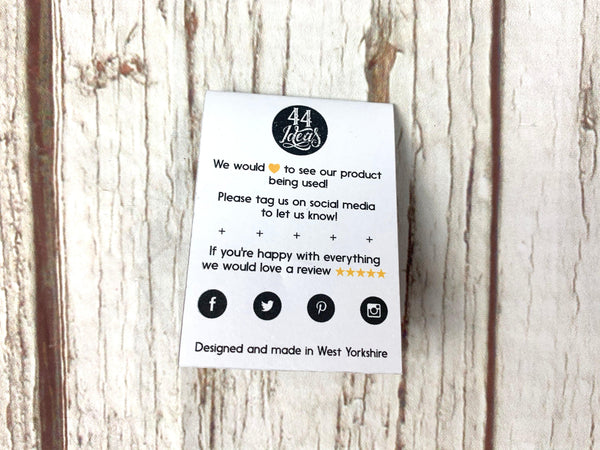 44
Ideas
We would 🧡 to see our product
being used!
Please tag us on social media
to let us know!
+ + + + +
If you're happy with everything
we would love a review ★★★★★
Designed and made in West Yorkshire